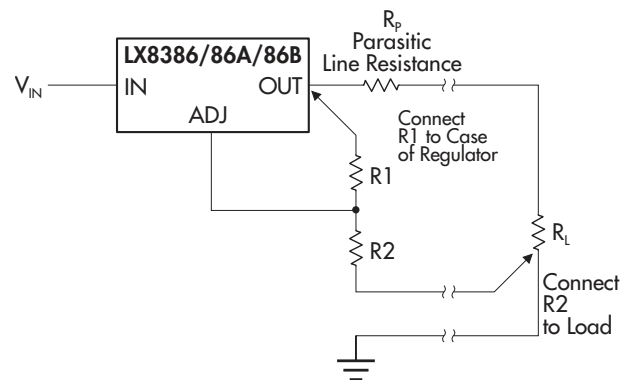 R_P
Parasitic
Line Resistance
LX8386/86A/86B
V_IN
IN
OUT
ADJ
Connect
R1 to Case
of Regulator
R1
R2
R_L
Connect
R2
to Load